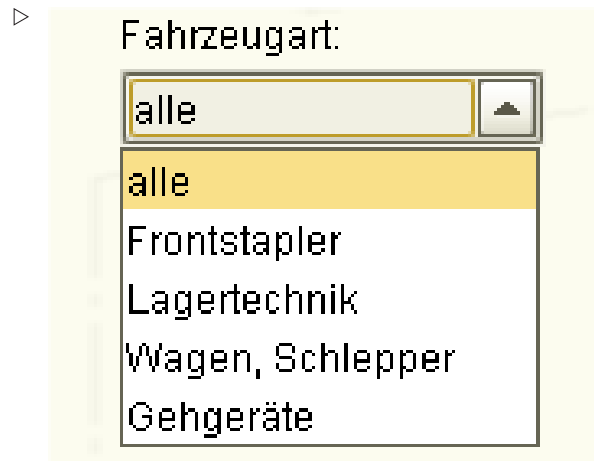 Fahrzeugart:
alle
alle
Frontstapler
Lagertechnik
Wagen, Schlepper
Gehgeräte